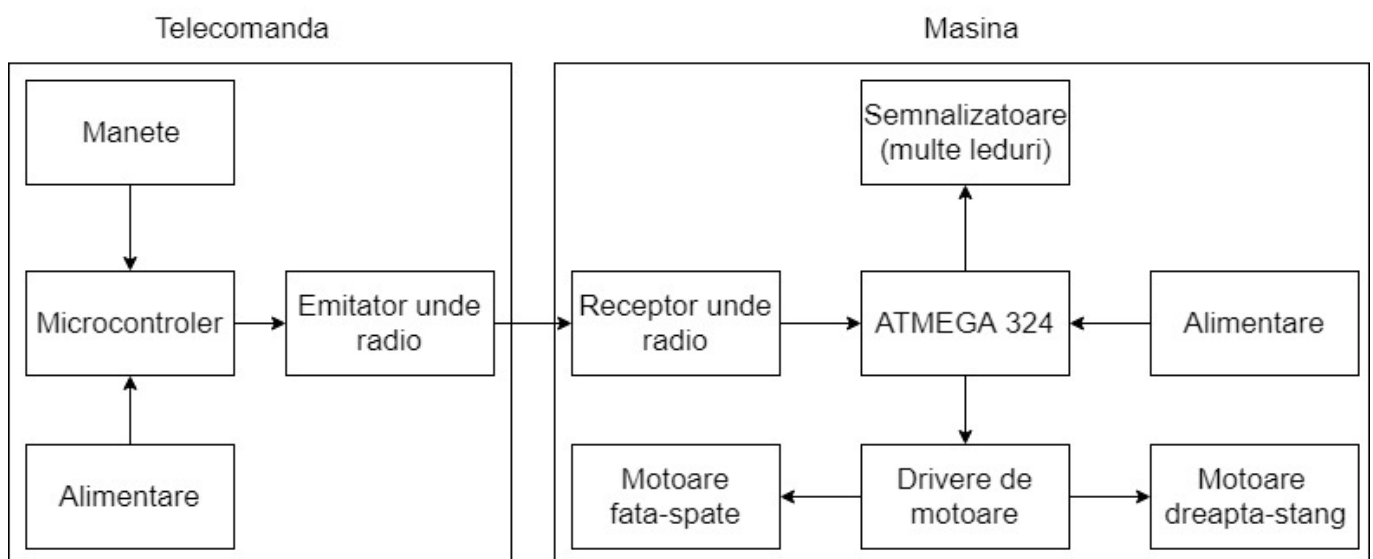 Telecomanda
Masina
Manete
Semnalizatoare
(multe leduri)
Microcontroler
Emitator unde
radio
Receptor unde
radio
ATMEGA 324
Alimentare
Alimentare
Motoare
fata-spate
Drivere de
motoare
Motoare
dreapta-stang